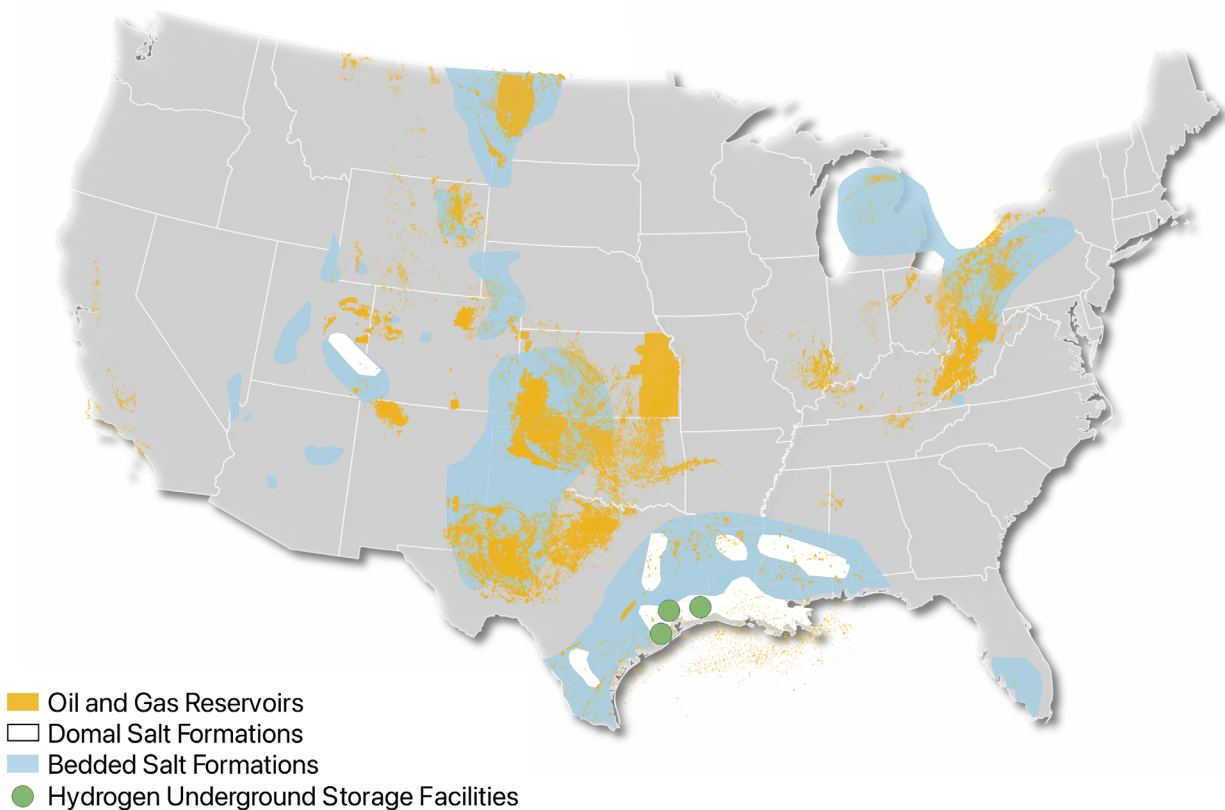 Oil and Gas Reservoirs
Domal Salt Formations
Bedded Salt Formations
Hydrogen Underground Storage Facilities